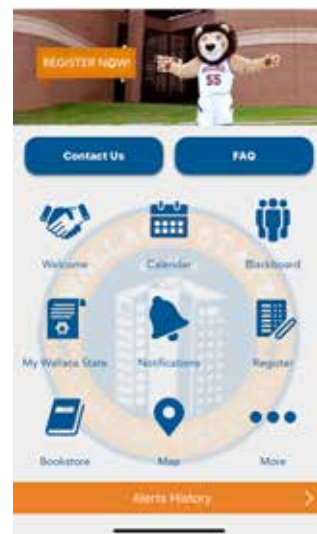 REGISTER NOW!
55
Contact Us
FAQ
Welcome
Calendar
Blackboard
My Wallace State
Notifications
Register
Bookstore
Map
More
Alerts History